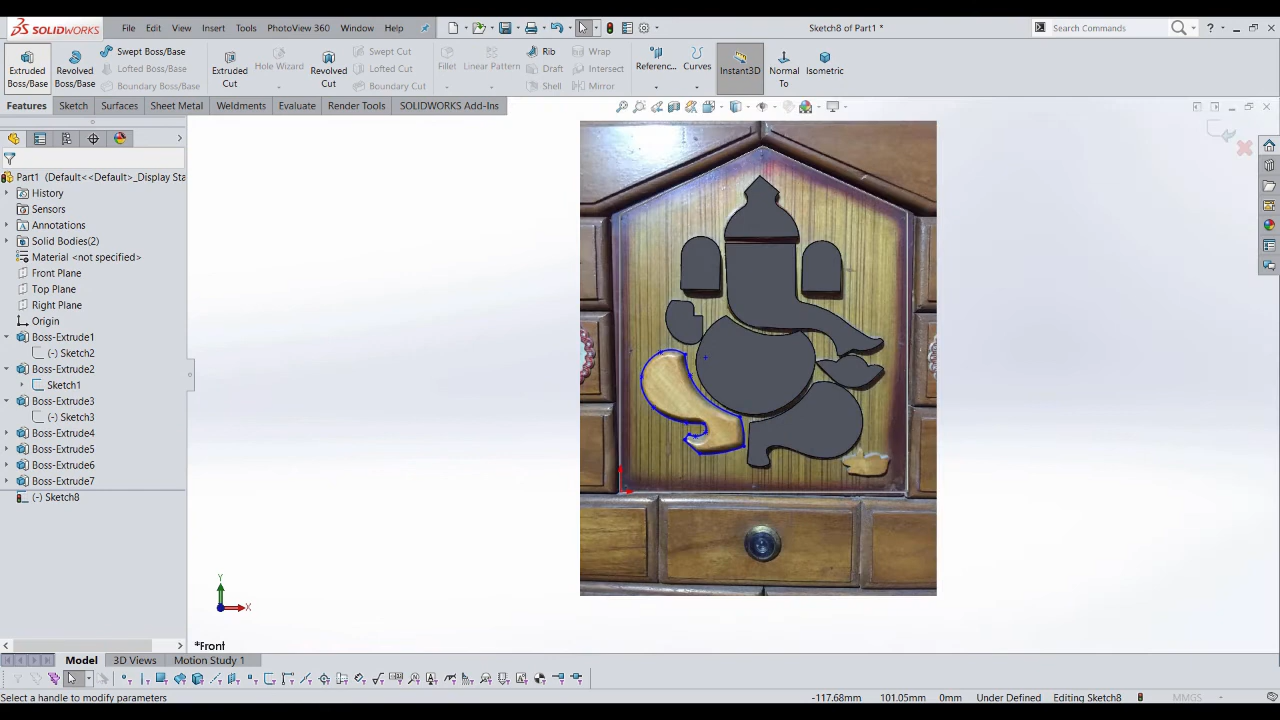 SOLIDWORKS File Edit View Insert Tools PhotoView 360 Window Help Sketch8 of Part1 * Search Commands ?
Extruded Boss/Base
Revolved Boss/Base
Swept Boss/Base
Lofted Boss/Base
Boundary Boss/Base
Extruded Cut
Hole Wizard
Revolved Cut
Swept Cut
Lofted Cut
Boundary Cut
Fillet
Linear Pattern
Rib
Draft
Shell
Wrap
Intersect
Mirror
Referenc...
Curves
Instant3D
Normal To
Isometric
Features Sketch Surfaces Sheet Metal Weldments Evaluate Render Tools SOLIDWORKS Add-Ins
Part1 (Default<<Default>_Display Sta
History
Sensors
Annotations
Solid Bodies(2)
Material <not specified>
Front Plane
Top Plane
Right Plane
Origin
Boss-Extrude1
(-) Sketch2
Boss-Extrude2
Sketch1
Boss-Extrude3
(-) Sketch3
Boss-Extrude4
Boss-Extrude5
Boss-Extrude6
Boss-Extrude7
(-) Sketch8
Y
X
*Front
Model 3D Views Motion Study 1
Select a handle to modify parameters -117.68mm 101.05mm 0mm Under Defined Editing Sketch8 MMGS